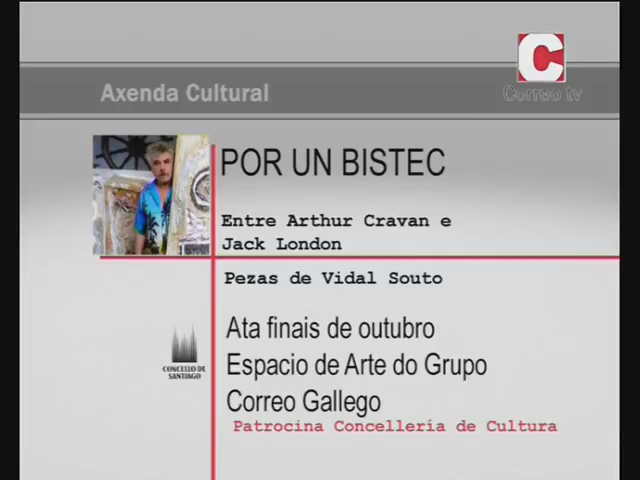 C
Correo tv
Axenda Cultural
POR UN BISTEC
Entre Arthur Cravan e
Jack London
Pezas de Vidal Souto
Ata finais de outubro
Espacio de Arte do Grupo
Correo Gallego
CONCELLO DE
SANTIAGO
Patrocina Concellería de Cultura